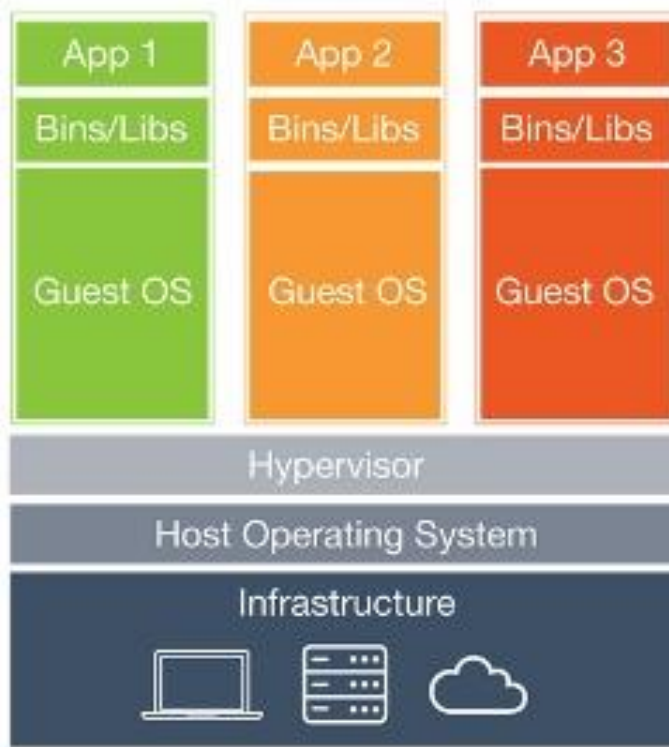 App 1
App 2
App 3
Bins/Libs
Bins/Libs
Bins/Libs
Guest OS
Guest OS
Guest OS
Hypervisor
Host Operating System
Infrastructure